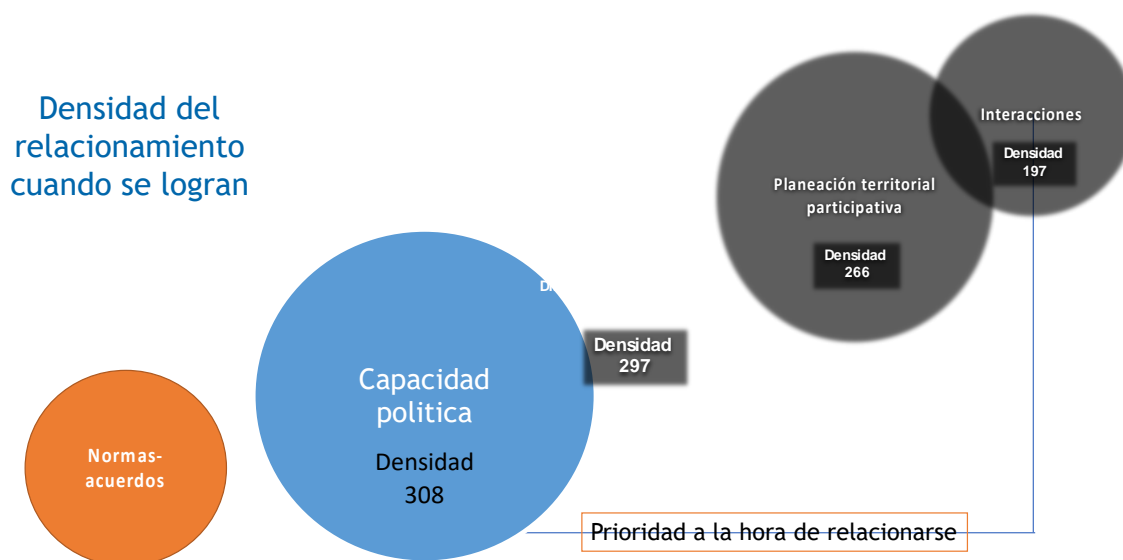 Densidad del
relacionamiento
cuando se logran
Interacciones
Densidad
197
Planeación territorial
participativa
Densidad
266
Densidad
297
Capacidad
politica
Densidad
308
Normas-
acuerdos
Prioridad a la hora de relacionarse